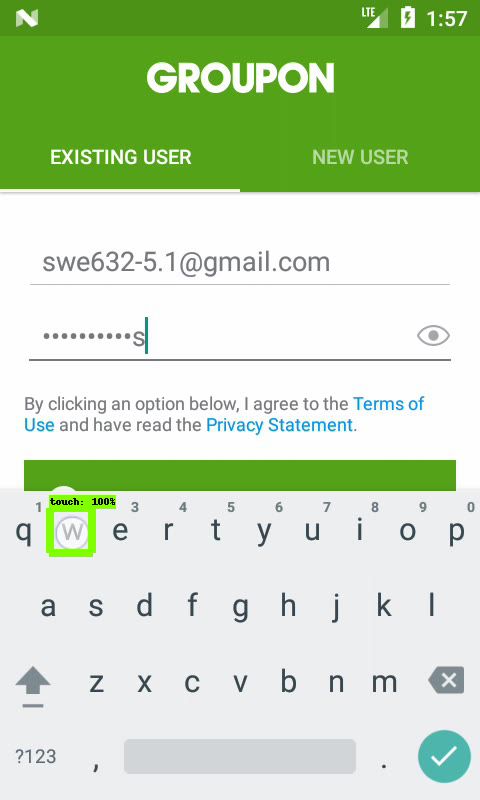 LTE 1:57
GROUPON
EXISTING USER NEW USER
swe632-5.1@gmail.com
••••••••••s
By clicking an option below, I agree to the Terms of
Use and have read the Privacy Statement.
touch: 100%
1 3 4 5 6 7 8 9 0
q w e r t y u i o p
a s d f g h j k l
z x c v b n m
?123 , .